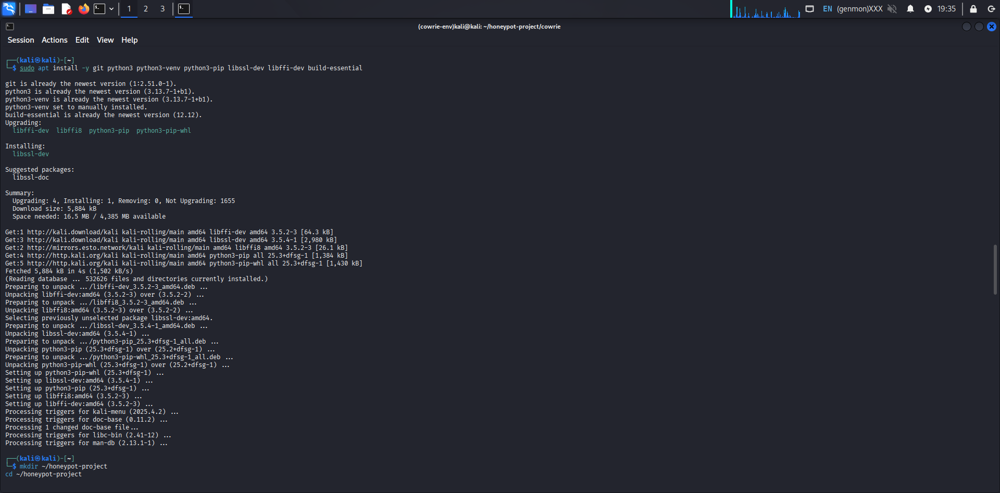 1 2 3 EN (genmon)XXX 19:35
(cowrie-env)kali@kali: ~/honeypot-project/cowrie
Session Actions Edit View Help
┌──(kali㉿kali)-[~]
└─$ sudo apt install -y git python3 python3-venv python3-pip libssl-dev libffi-dev build-essential
git is already the newest version (1:2.51.0-1).
python3 is already the newest version (3.13.7-1+b1).
python3-venv is already the newest version (3.13.7-1+b1).
python3-venv set to manually installed.
build-essential is already the newest version (12.12).
Upgrading:
libffi-dev libffi8 python3-pip python3-pip-whl
Installing:
libssl-dev
Suggested packages:
libssl-doc
Summary:
Upgrading: 4, Installing: 1, Removing: 0, Not Upgrading: 1655
Download size: 5,884 kB
Space needed: 16.5 MB / 4,385 MB available
Get:1 http://kali.download/kali kali-rolling/main amd64 libffi-dev amd64 3.5.2-3 [64.3 kB]
Get:3 http://kali.download/kali kali-rolling/main amd64 libssl-dev amd64 3.5.4-1 [2,980 kB]
Get:2 http://mirrors.esto.network/kali kali-rolling/main amd64 libffi8 amd64 3.5.2-3 [26.1 kB]
Get:4 http://http.kali.org/kali kali-rolling/main amd64 python3-pip all 25.3+dfsg-1 [1,384 kB]
Get:5 http://http.kali.org/kali kali-rolling/main amd64 python3-pip-whl all 25.3+dfsg-1 [1,430 kB]
Fetched 5,884 kB in 4s (1,502 kB/s)
(Reading database ... 532626 files and directories currently installed.)
Preparing to unpack .../libffi-dev_3.5.2-3_amd64.deb ...
Unpacking libffi-dev:amd64 (3.5.2-3) over (3.5.2-2) ...
Preparing to unpack .../libffi8_3.5.2-3_amd64.deb ...
Unpacking libffi8:amd64 (3.5.2-3) over (3.5.2-2) ...
Selecting previously unselected package libssl-dev:amd64.
Preparing to unpack .../libssl-dev_3.5.4-1_amd64.deb ...
Unpacking libssl-dev:amd64 (3.5.4-1) ...
Preparing to unpack .../python3-pip_25.3+dfsg-1_all.deb ...
Unpacking python3-pip (25.3+dfsg-1) over (25.2+dfsg-1) ...
Preparing to unpack .../python3-pip-whl_25.3+dfsg-1_all.deb ...
Unpacking python3-pip-whl (25.3+dfsg-1) over (25.2+dfsg-1) ...
Setting up python3-pip-whl (25.3+dfsg-1) ...
Setting up libssl-dev:amd64 (3.5.4-1) ...
Setting up python3-pip (25.3+dfsg-1) ...
Setting up libffi8:amd64 (3.5.2-3) ...
Setting up libffi-dev:amd64 (3.5.2-3) ...
Processing triggers for kali-menu (2025.4.2) ...
Processing triggers for doc-base (0.11.2) ...
Processing 1 changed doc-base file...
Processing triggers for libc-bin (2.41-12) ...
Processing triggers for man-db (2.13.1-1) ...
┌──(kali㉿kali)-[~]
└─$ mkdir ~/honeypot-project
cd ~/honeypot-project